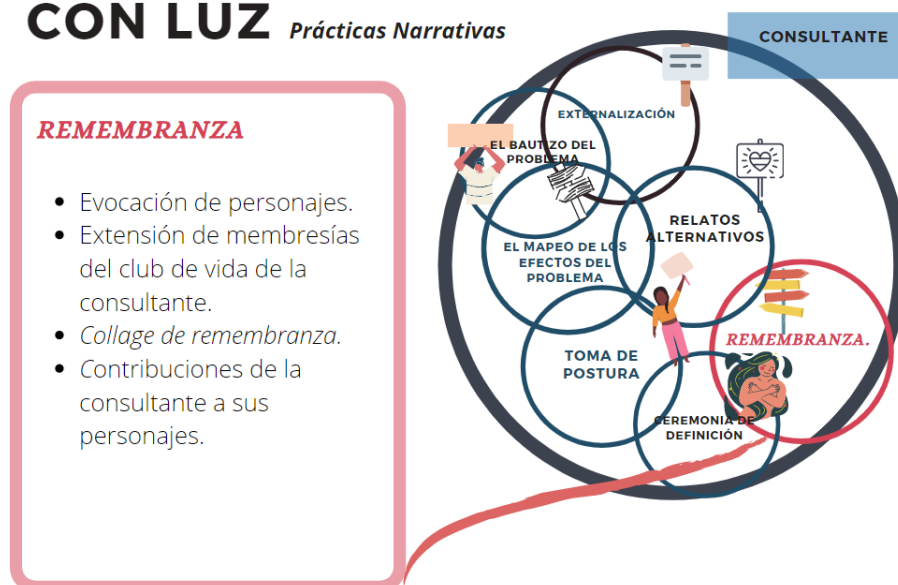 CON LUZ Prácticas Narrativas
CONSULTANTE
REMEMBRANZA
• Evocación de personajes.
• Extensión de membresías
del club de vida de la
consultante.
• Collage de remembranza.
• Contribuciones de la
consultante a sus
personajes.
EXTERNALIZACIÓN
EL BAUTIZO DEL
PROBLEMA
RELATOS
ALTERNATIVOS
EL MAPEO DE LOS
EFECTOS DEL
PROBLEMA
REMEMBRANZA.
TOMA DE
POSTURA
CEREMONIA DE
DEFINICIÓN